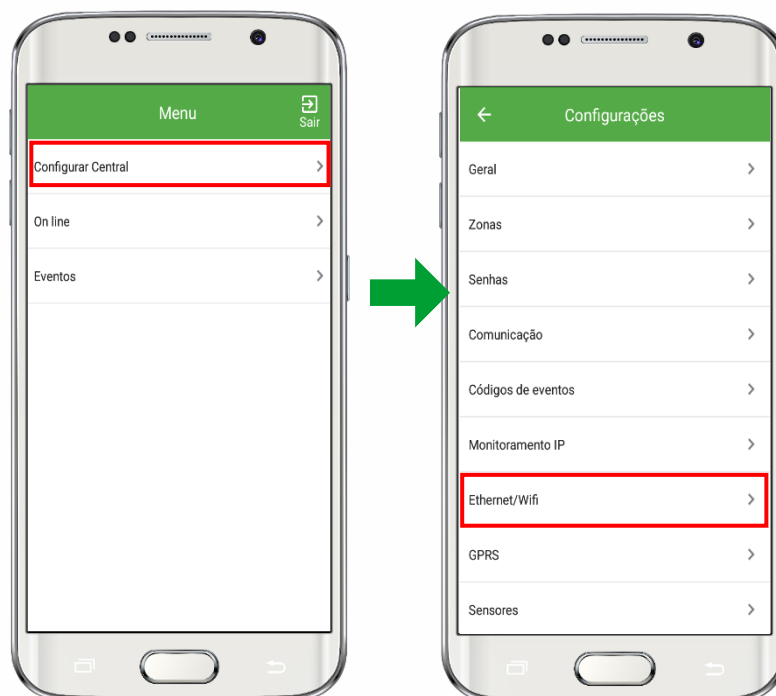 Menu
Sair
Configurar Central
On line
Eventos
Configurações
Geral
Zonas
Senhas
Comunicação
Códigos de eventos
Monitoramento IP
Ethernet/Wifi
GPRS
Sensores